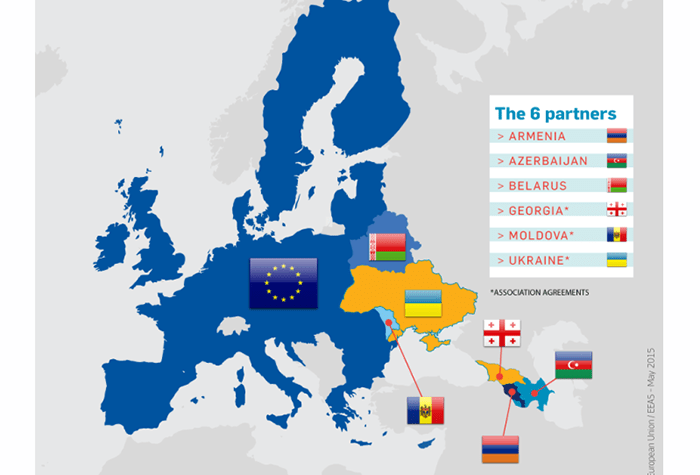 The 6 partners
> ARMENIA
> AZERBAIJAN
> BELARUS
> GEORGIA*
> MOLDOVA*
> UKRAINE*
*ASSOCIATION AGREEMENTS
European Union / EEAS - May 2015